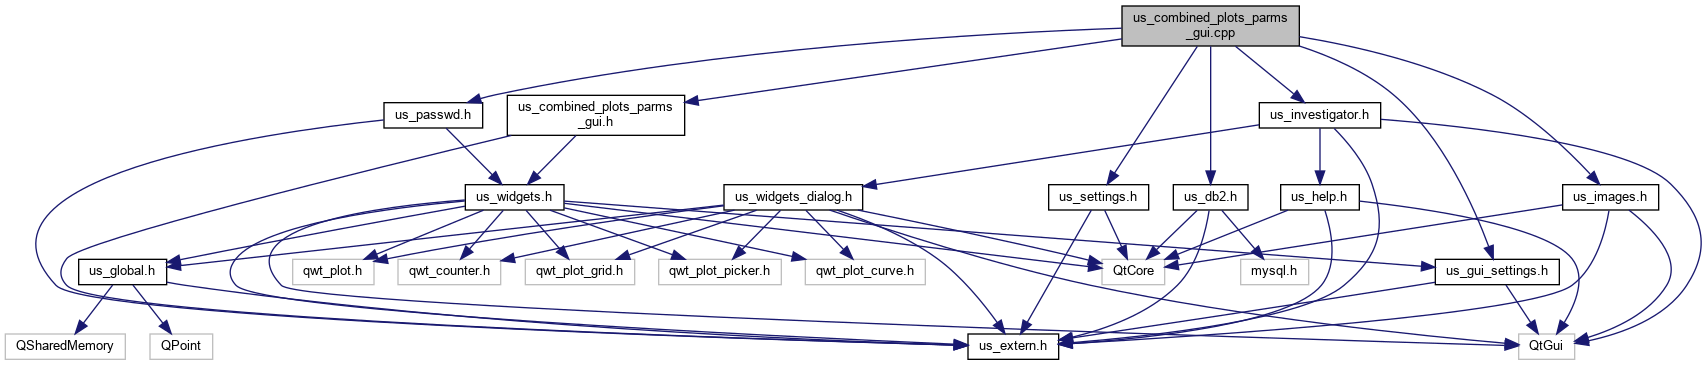 us_combined_plots_parms
_gui.cpp
us_passwd.h
us_combined_plots_parms
_gui.h
us_investigator.h
us_widgets.h
us_widgets_dialog.h
us_settings.h
us_db2.h
us_help.h
us_images.h
us_global.h
qwt_plot.h
qwt_counter.h
qwt_plot_grid.h
qwt_plot_picker.h
qwt_plot_curve.h
QtCore
mysql.h
us_gui_settings.h
QSharedMemory
QPoint
us_extern.h
QtGui